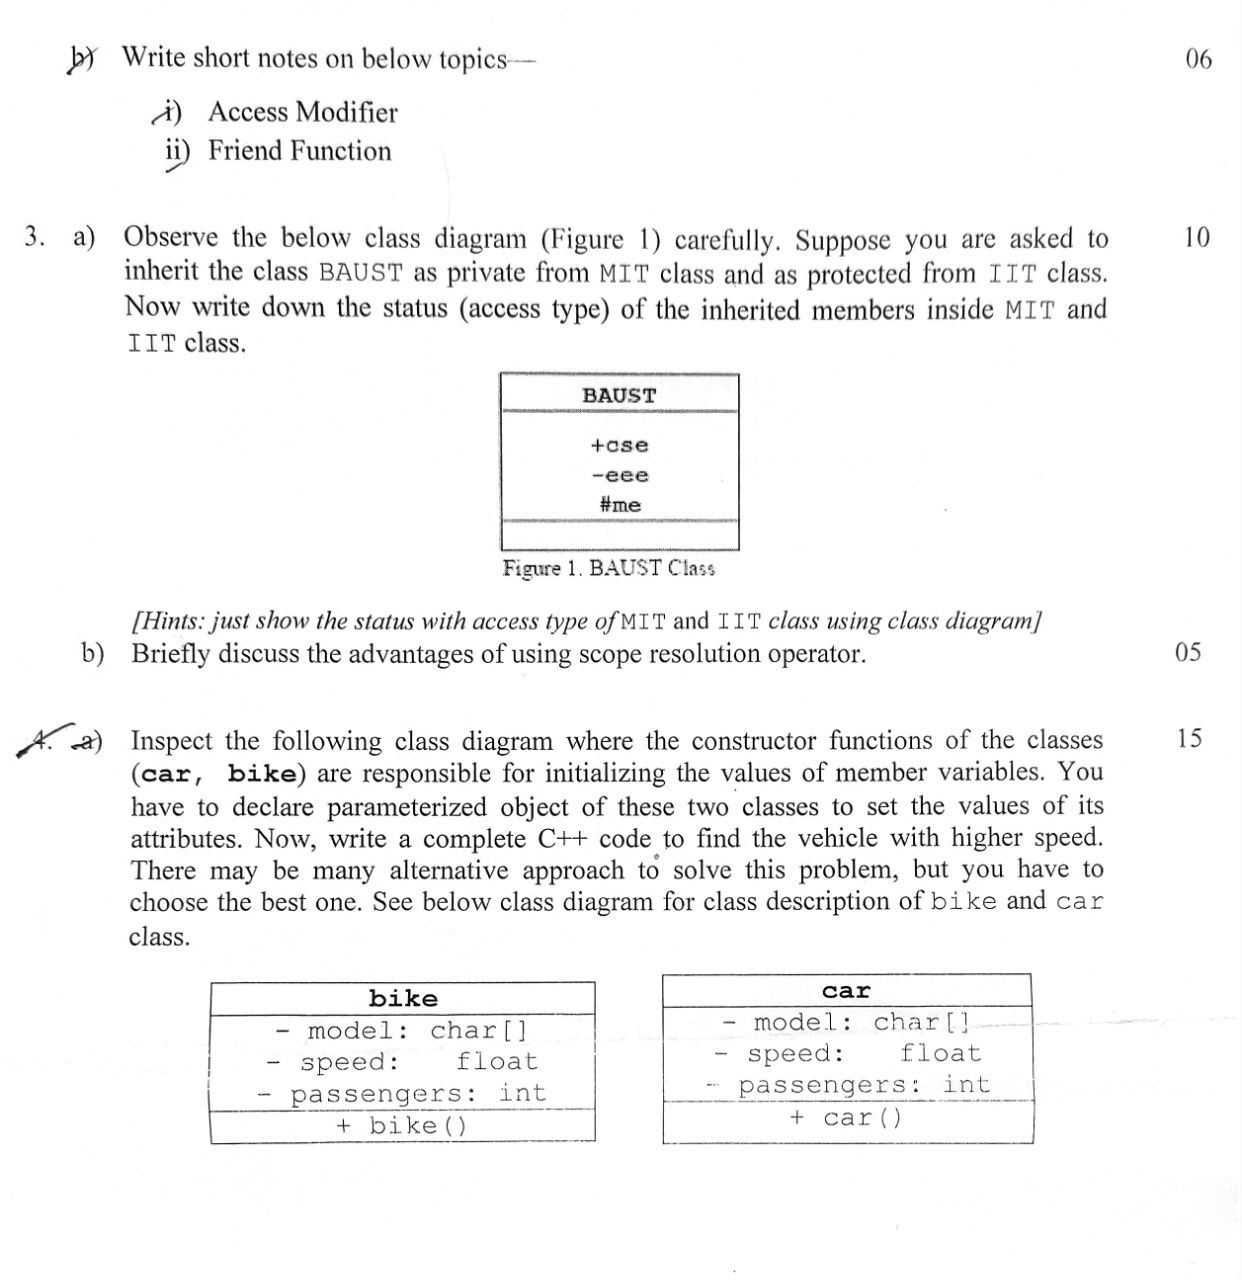 b) Write short notes on below topics— 06
i) Access Modifier
ii) Friend Function
3. a) Observe the below class diagram (Figure 1) carefully. Suppose you are asked to 10
inherit the class BAUST as private from MIT class and as protected from IIT class.
Now write down the status (access type) of the inherited members inside MIT and
IIT class.
BAUST
+cse
-eee
#me
Figure 1. BAUST Class
[Hints: just show the status with access type of MIT and IIT class using class diagram]
b) Briefly discuss the advantages of using scope resolution operator. 05
4. a) Inspect the following class diagram where the constructor functions of the classes 15
(car, bike) are responsible for initializing the values of member variables. You
have to declare parameterized object of these two classes to set the values of its
attributes. Now, write a complete C++ code to find the vehicle with higher speed.
There may be many alternative approach to solve this problem, but you have to
choose the best one. See below class diagram for class description of bike and car
class.
bike
- model: char[]
- speed: float
- passengers: int
+ bike()
car
- model: char[]
- speed: float
- passengers: int
+ car()